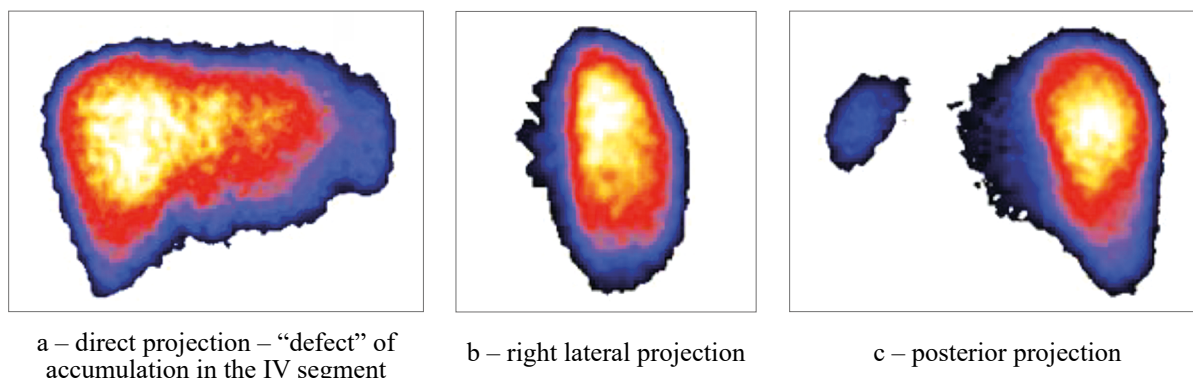 a – direct projection – “defect” of
accumulation in the IV segment
b – right lateral projection
c – posterior projection